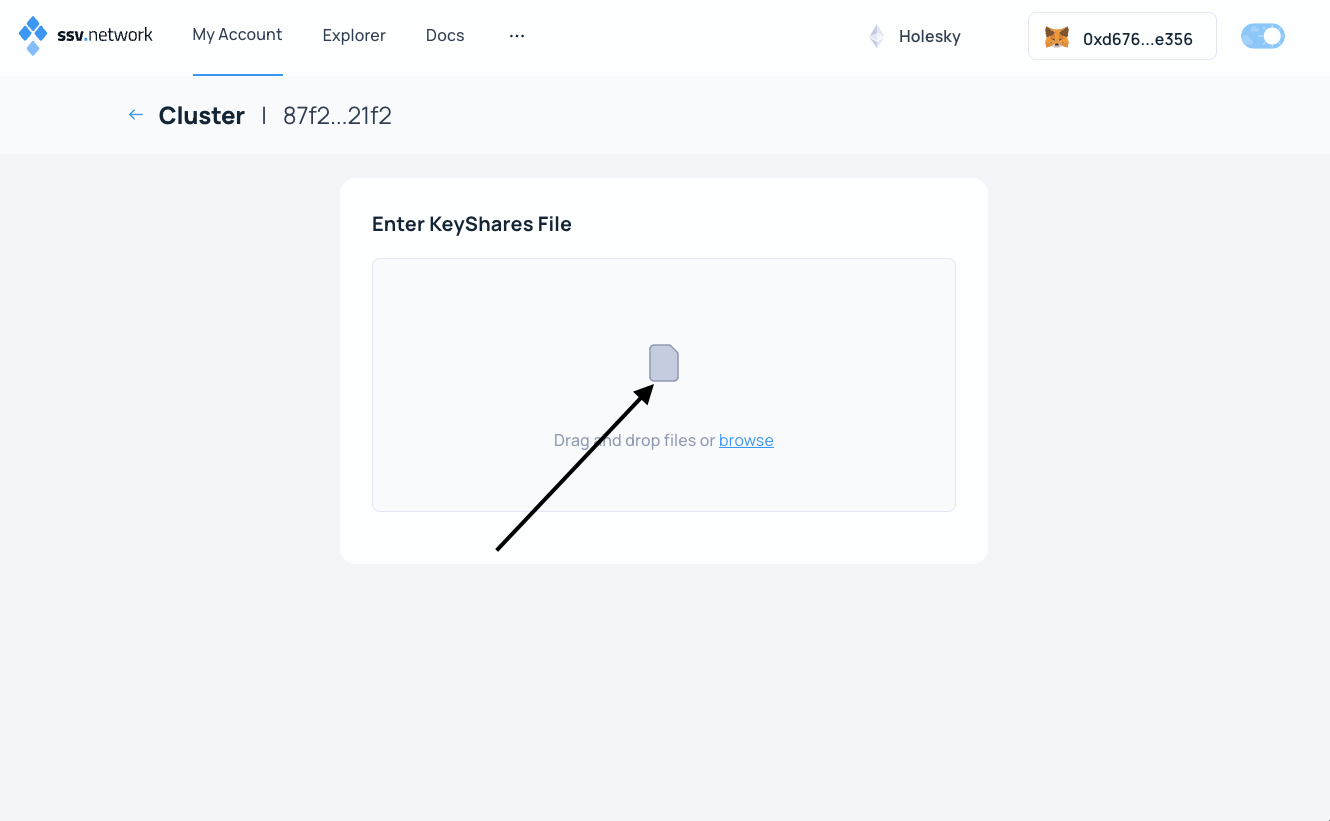 ssv.network My Account Explorer Docs ... Holesky 0xd676...e356
Cluster | 87f2...21f2
Enter KeyShares File
Drag and drop files or browse